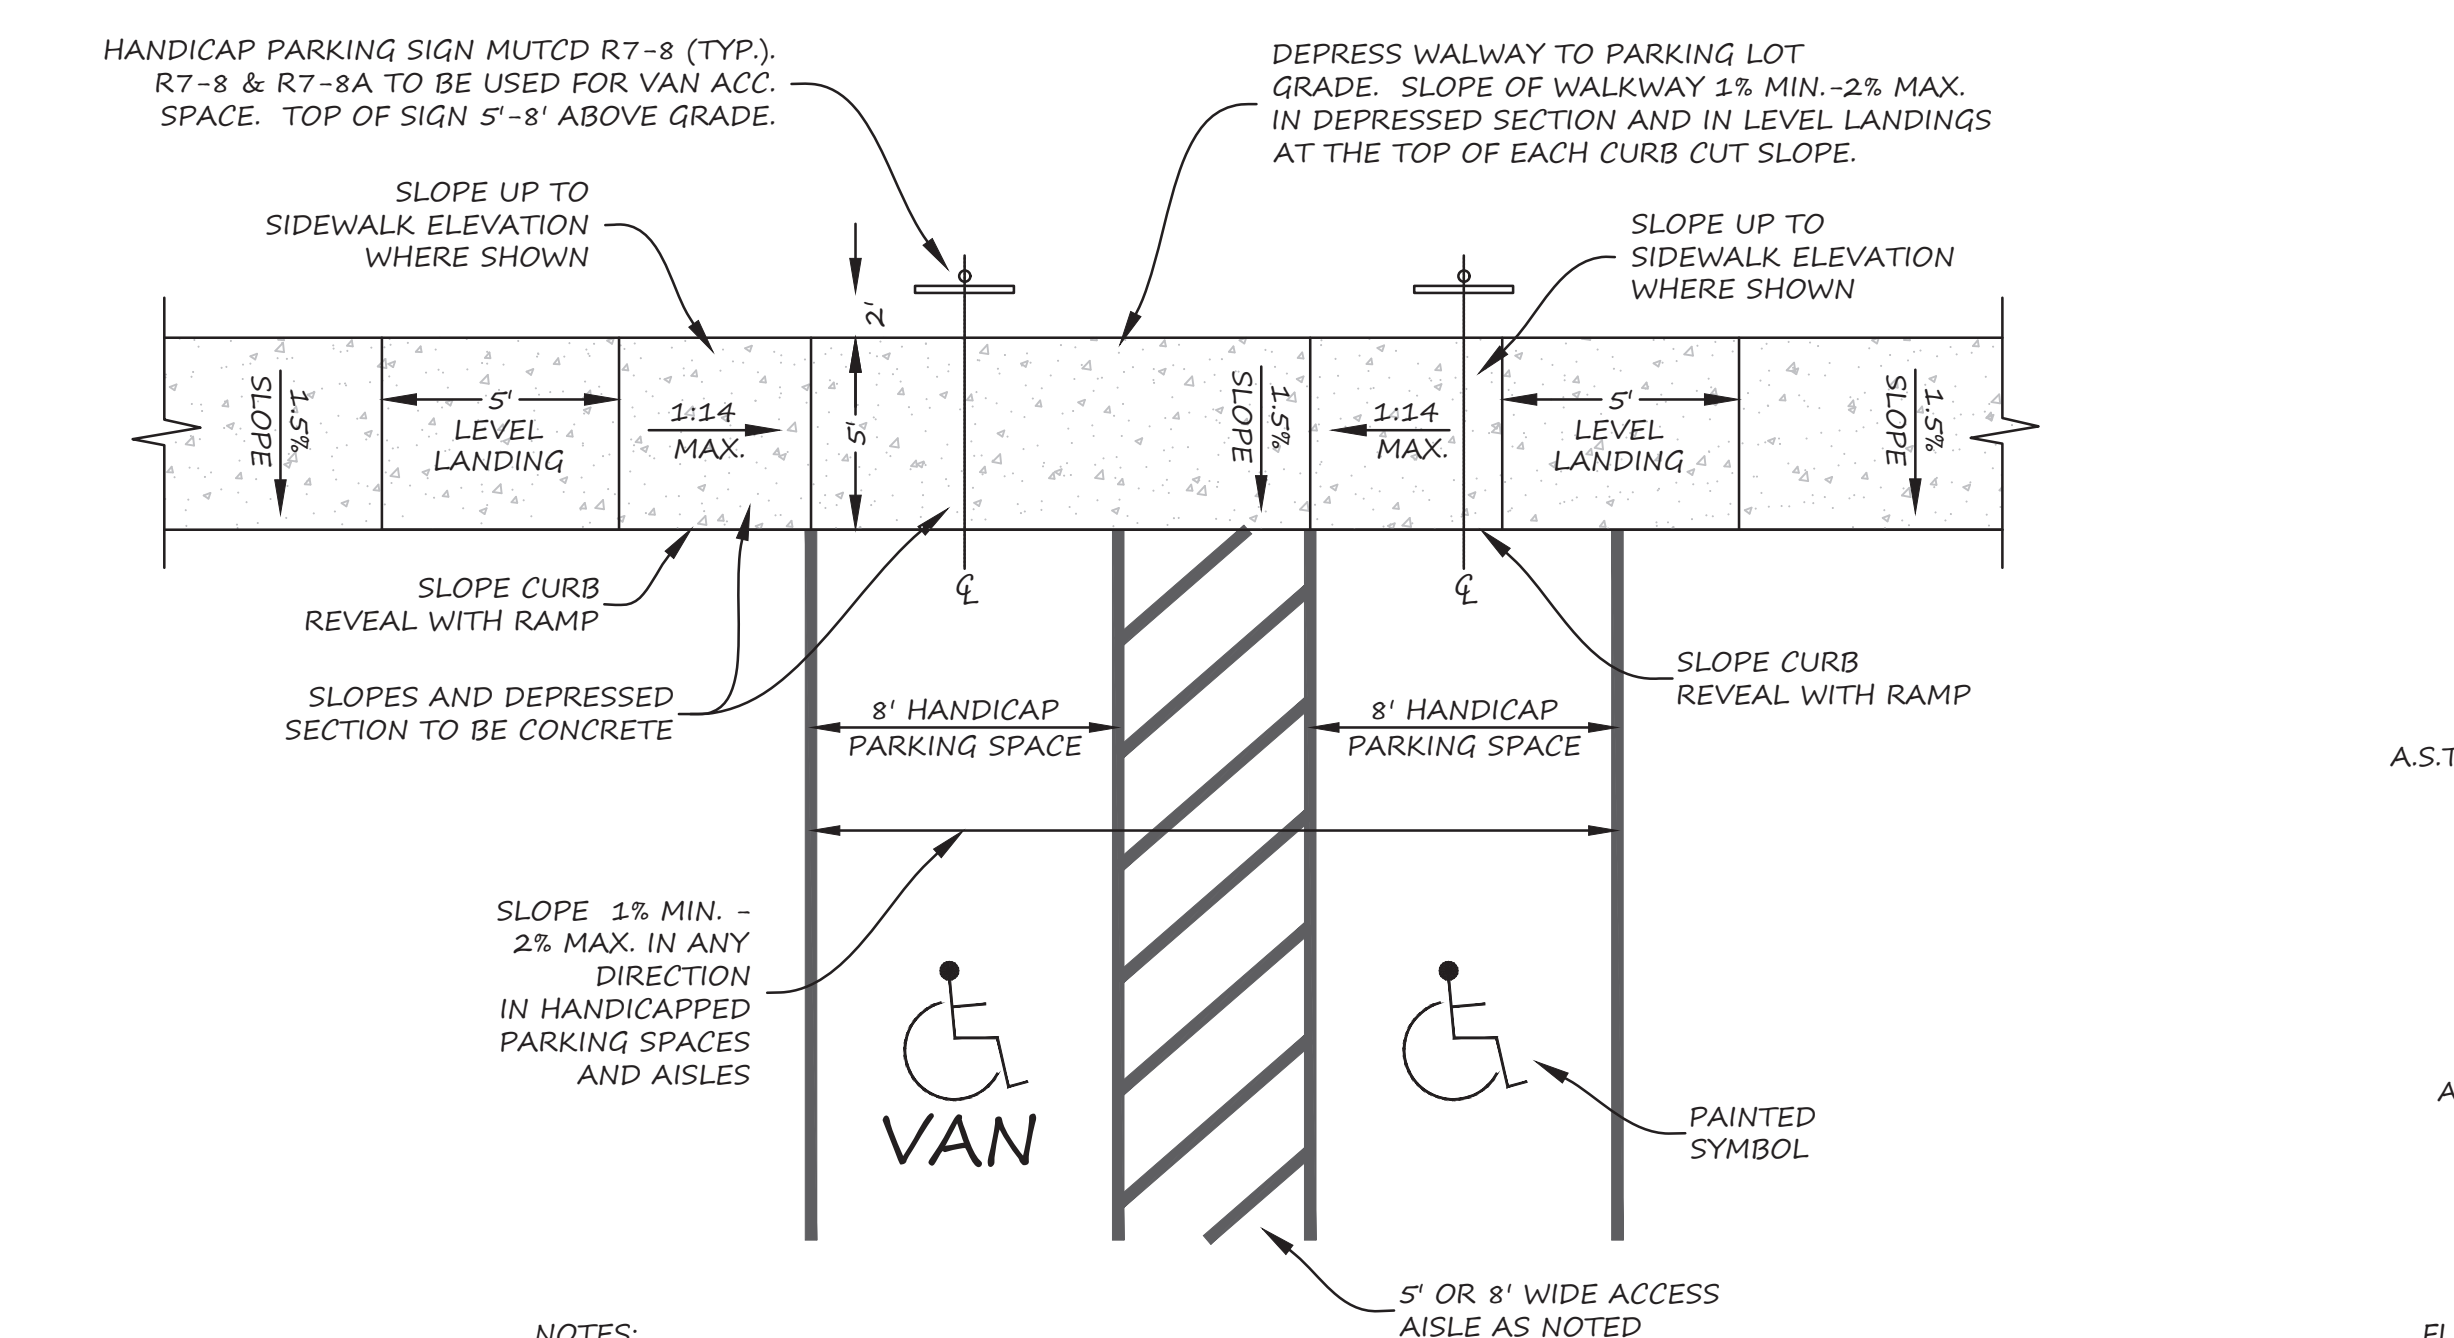 HANDICAP PARKING SIGN MUTCD R7-8 (TYP.).
R7-8 & R7-8A TO BE USED FOR VAN ACC.
SPACE. TOP OF SIGN 5'-8' ABOVE GRADE.
DEPRESS WALWAY TO PARKING LOT
GRADE. SLOPE OF WALKWAY 1% MIN.-2% MAX.
IN DEPRESSED SECTION AND IN LEVEL LANDINGS
AT THE TOP OF EACH CURB CUT SLOPE.
SLOPE UP TO
SIDEWALK ELEVATION
WHERE SHOWN
SLOPE UP TO
SIDEWALK ELEVATION
WHERE SHOWN
2'
1.5%
SLOPE
5'
LEVEL
LANDING
1:14
MAX.
5'
1.5%
SLOPE
1:14
MAX.
5'
LEVEL
LANDING
1.5%
SLOPE
SLOPE CURB
REVEAL WITH RAMP
℄
℄
SLOPE CURB
REVEAL WITH RAMP
SLOPES AND DEPRESSED
SECTION TO BE CONCRETE
8' HANDICAP
PARKING SPACE
8' HANDICAP
PARKING SPACE
A.S.T
SLOPE 1% MIN. -
2% MAX. IN ANY
DIRECTION
IN HANDICAPPED
PARKING SPACES
AND AISLES
VAN
PAINTED
SYMBOL
5' OR 8' WIDE ACCESS
AISLE AS NOTED
NOTES: